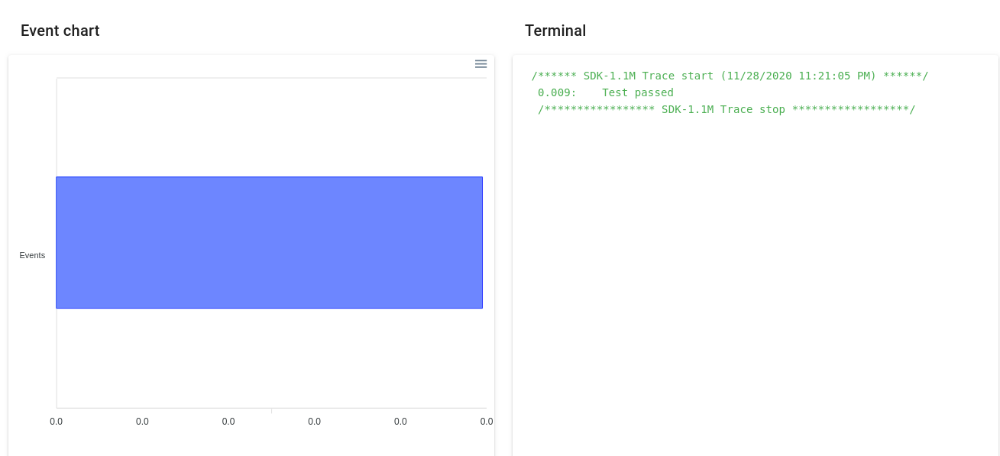 Event chart
Events
0.0 0.0 0.0 0.0 0.0 0.0
Terminal
/****** SDK-1.1M Trace start (11/28/2020 11:21:05 PM) ******/
0.009:    Test passed
/***************** SDK-1.1M Trace stop ******************/